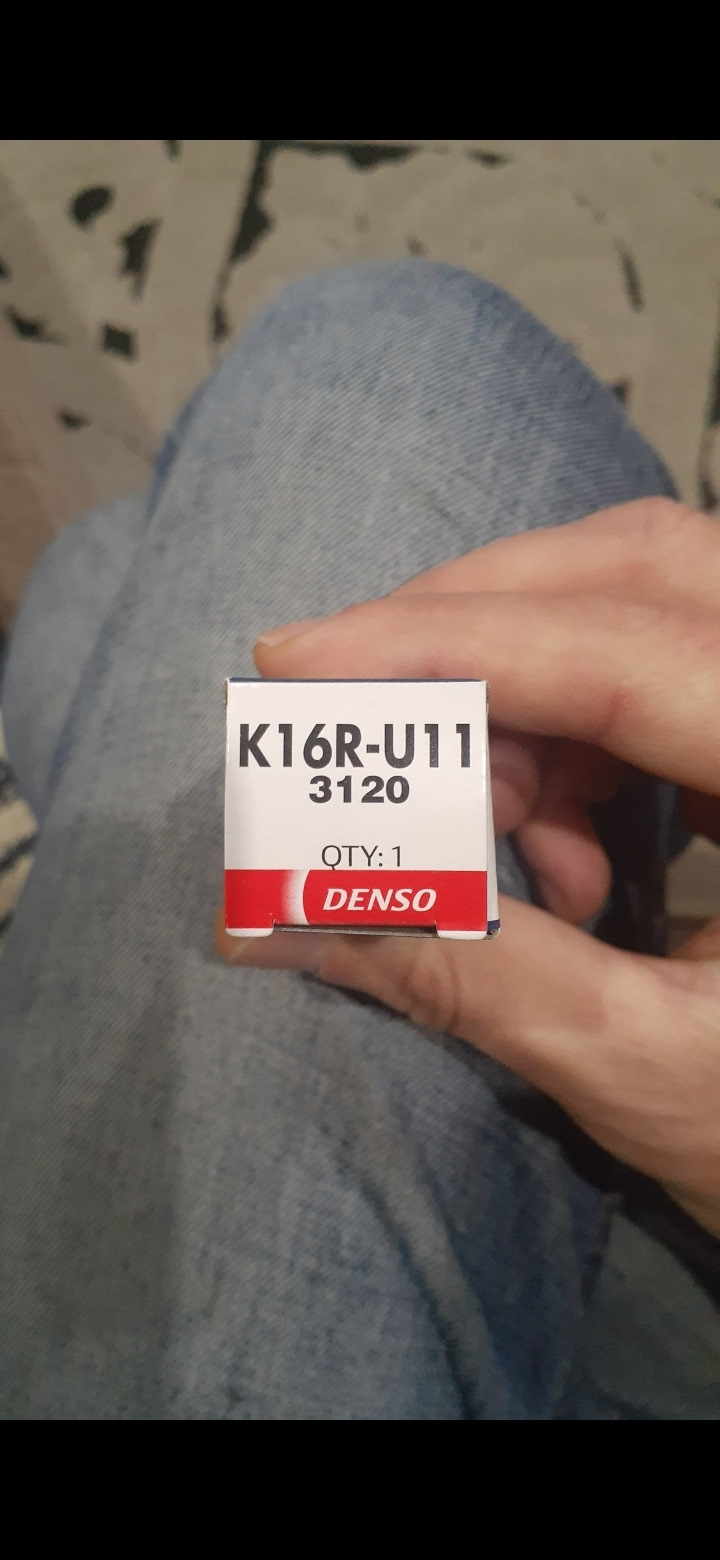 K16R-U11
3120
QTY: 1
DENSO